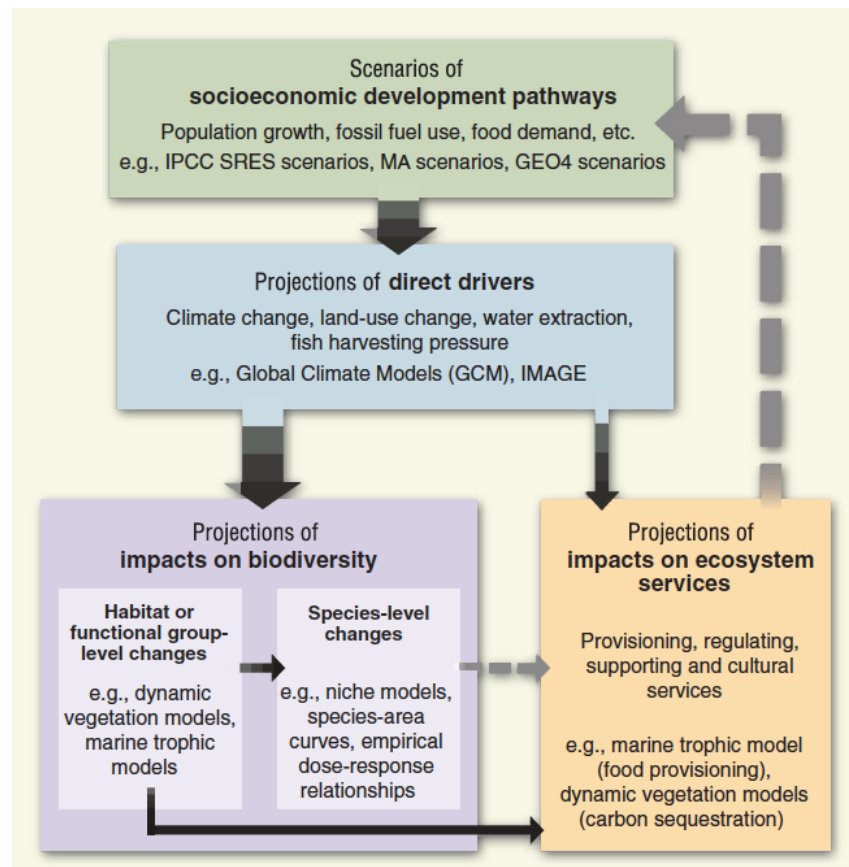 Scenarios of
socioeconomic development pathways
Population growth, fossil fuel use, food demand, etc.
e.g., IPCC SRES scenarios, MA scenarios, GEO4 scenarios
Projections of direct drivers
Climate change, land-use change, water extraction,
fish harvesting pressure
e.g., Global Climate Models (GCM), IMAGE
Projections of
impacts on biodiversity
Habitat or
functional group-
level changes
e.g., dynamic
vegetation models,
marine trophic
models
Species-level
changes
e.g., niche models,
species-area
curves, empirical
dose-response
relationships
Projections of
impacts on ecosystem
services
Provisioning, regulating,
supporting and cultural
services
e.g., marine trophic model
(food provisioning),
dynamic vegetation models
(carbon sequestration)